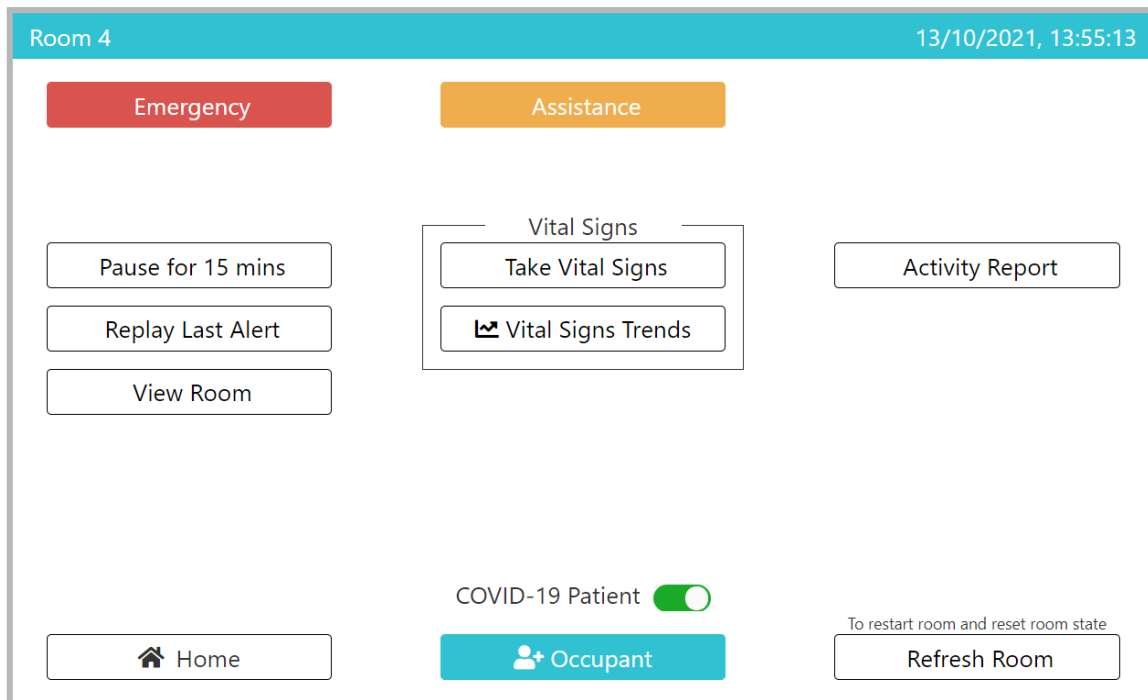 Room 4
13/10/2021, 13:55:13
Emergency
Assistance
Vital Signs
Pause for 15 mins
Take Vital Signs
Activity Report
Replay Last Alert
Vital Signs Trends
View Room
COVID-19 Patient
To restart room and reset room state
Home
Occupant
Refresh Room